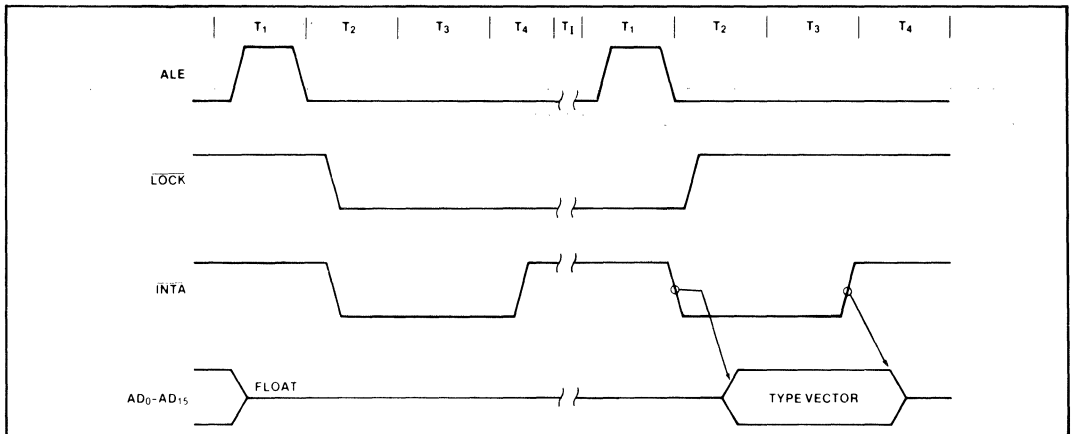 T1 T2 T3 T4 TI T1 T2 T3 T4
ALE
LOCK
INTA
FLOAT
AD0-AD15
TYPE VECTOR